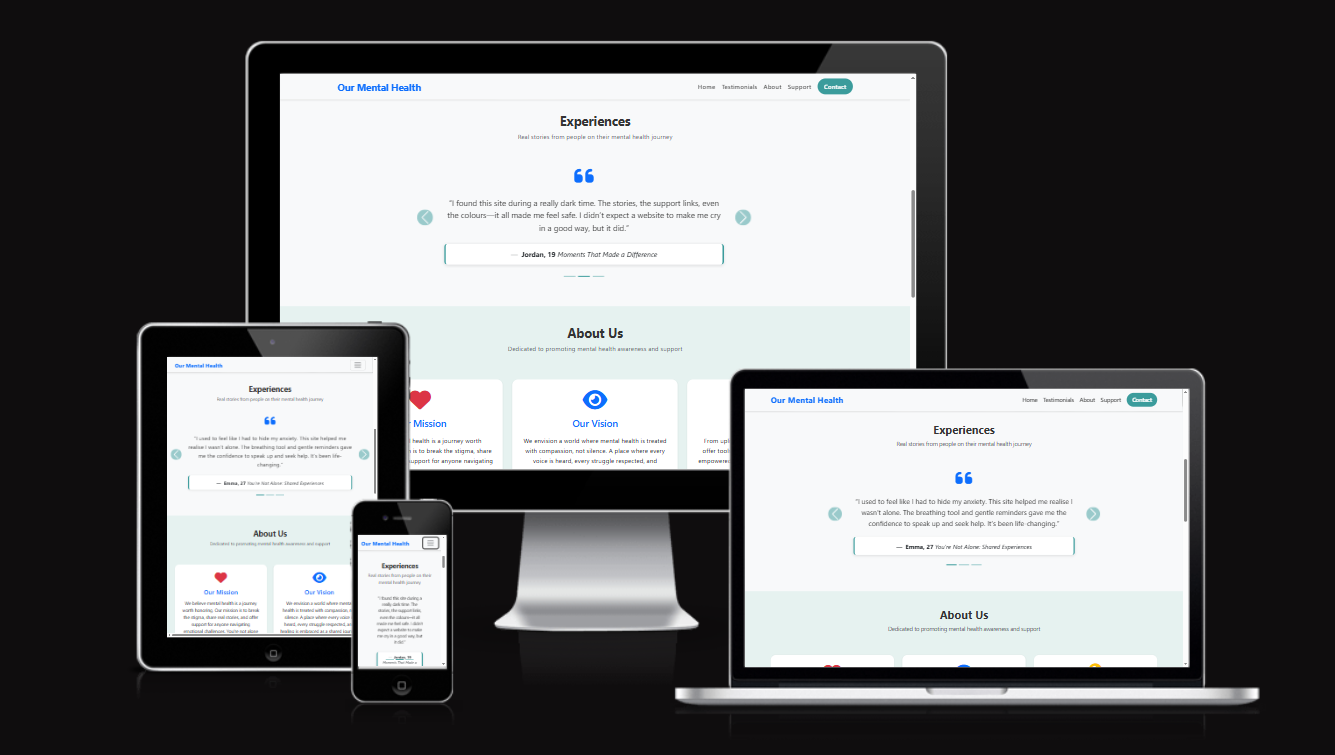 Our Mental Health
Home Testimonials About Support Contact
Experiences
Real stories from people on their mental health journey
“I found this site during a really dark time. The stories, the support links, even
the colours—it all made me feel safe. I didn’t expect a website to make me cry
in a good way, but it did.”
— Jordan, 19 Moments That Made a Difference
About Us
Dedicated to promoting mental health awareness and support
Mission
Our Vision
health is a journey worth
is to break the stigma, share
support for anyone navigating
We envision a world where mental health is treated
with compassion, not silence. A place where every
voice is heard, every struggle respected, and
From upl
offer tool
empowere
Our Mental Health
Experiences
Real stories from people on their mental health journey
“I used to feel like I had to hide my anxiety. This site helped me
realise I wasn’t alone. The breathing tool and gentle reminders gave
me the confidence to speak up and seek help. It’s been life-
changing.”
— Emma, 27 You’re Not Alone: Shared Experiences
About Us
Dedicated to promoting mental health awareness and support
Our Mission
We believe mental health is a journey
worth honoring. Our mission is to break
the stigma, share real stories, and offer
support for anyone navigating
emotional challenges. You’re not alone
Our Vision
We envision a world where menta
health is treated with compassion, n
silence. A place where every voice
heard, every struggle respected, an
healing is embraced as a shared jour
Our Mental Health
Experiences
Real stories from people on their
mental health journey
“I found this site during a
really dark time. The
stories, the support links,
even the colours—it all
made me feel safe. I didn’t
expect a website to make
me cry in a good way, but
it did.”
— Jordan, 19
Moments That Made a
Our Mental Health
Home Testimonials About Support Contact
Experiences
Real stories from people on their mental health journey
“I used to feel like I had to hide my anxiety. This site helped me realise I
wasn’t alone. The breathing tool and gentle reminders gave me the
confidence to speak up and seek help. It’s been life-changing.”
— Emma, 27 You’re Not Alone: Shared Experiences
About Us
Dedicated to promoting mental health awareness and support